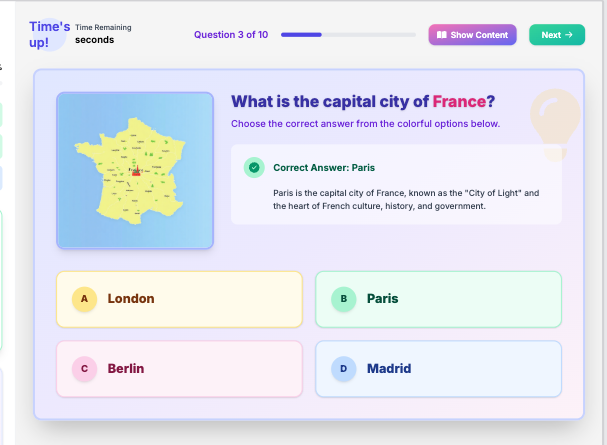 Time's up!
Time Remaining
seconds
Question 3 of 10
Show Content
Next →
What is the capital city of France?
Choose the correct answer from the colorful options below.
Correct Answer: Paris
Paris is the capital city of France, known as the "City of Light" and
the heart of French culture, history, and government.
A London
B Paris
C Berlin
D Madrid